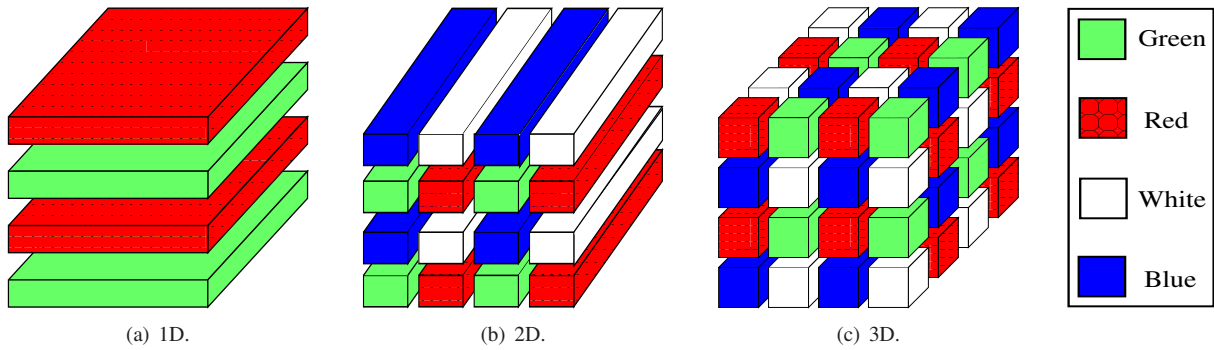 Green
Red
White
Blue
(a) 1D.
(b) 2D.
(c) 3D.